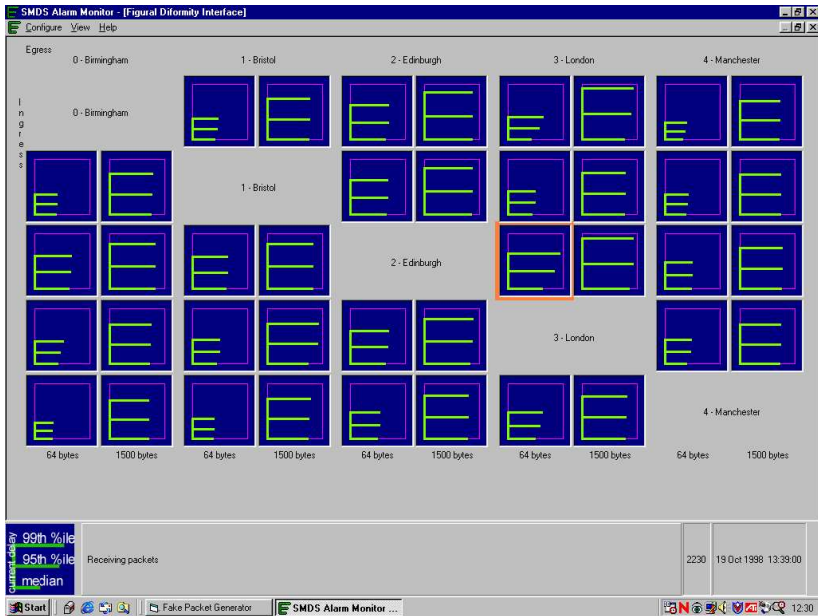 SMDS Alarm Monitor - [Figural Diformity Interface]
Configure View Help
Egress
0 - Birmingham 1 - Bristol 2 - Edinburgh 3 - London 4 - Manchester
Ingress
0 - Birmingham
1 - Bristol
2 - Edinburgh
3 - London
4 - Manchester
64 bytes 1500 bytes 64 bytes 1500 bytes 64 bytes 1500 bytes 64 bytes 1500 bytes 64 bytes 1500 bytes
current delay
99th %ile
95th %ile
median
Receiving packets
2230 19 Oct 1998 13:39:00
Start Fake Packet Generator SMDS Alarm Monitor ... 12:30